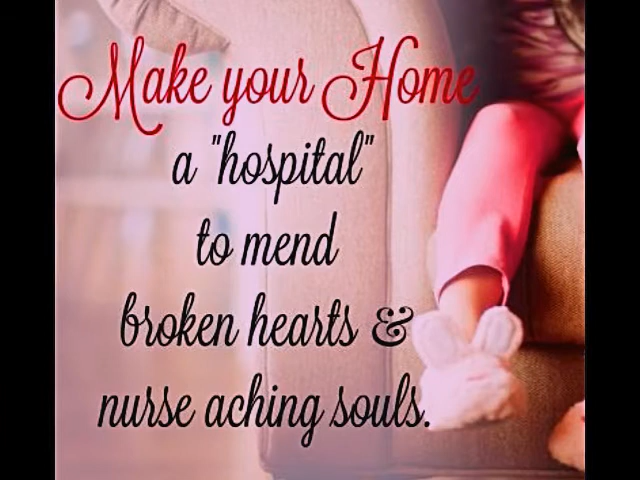 Make your Home
a "hospital"
to mend
broken hearts &
nurse aching souls.